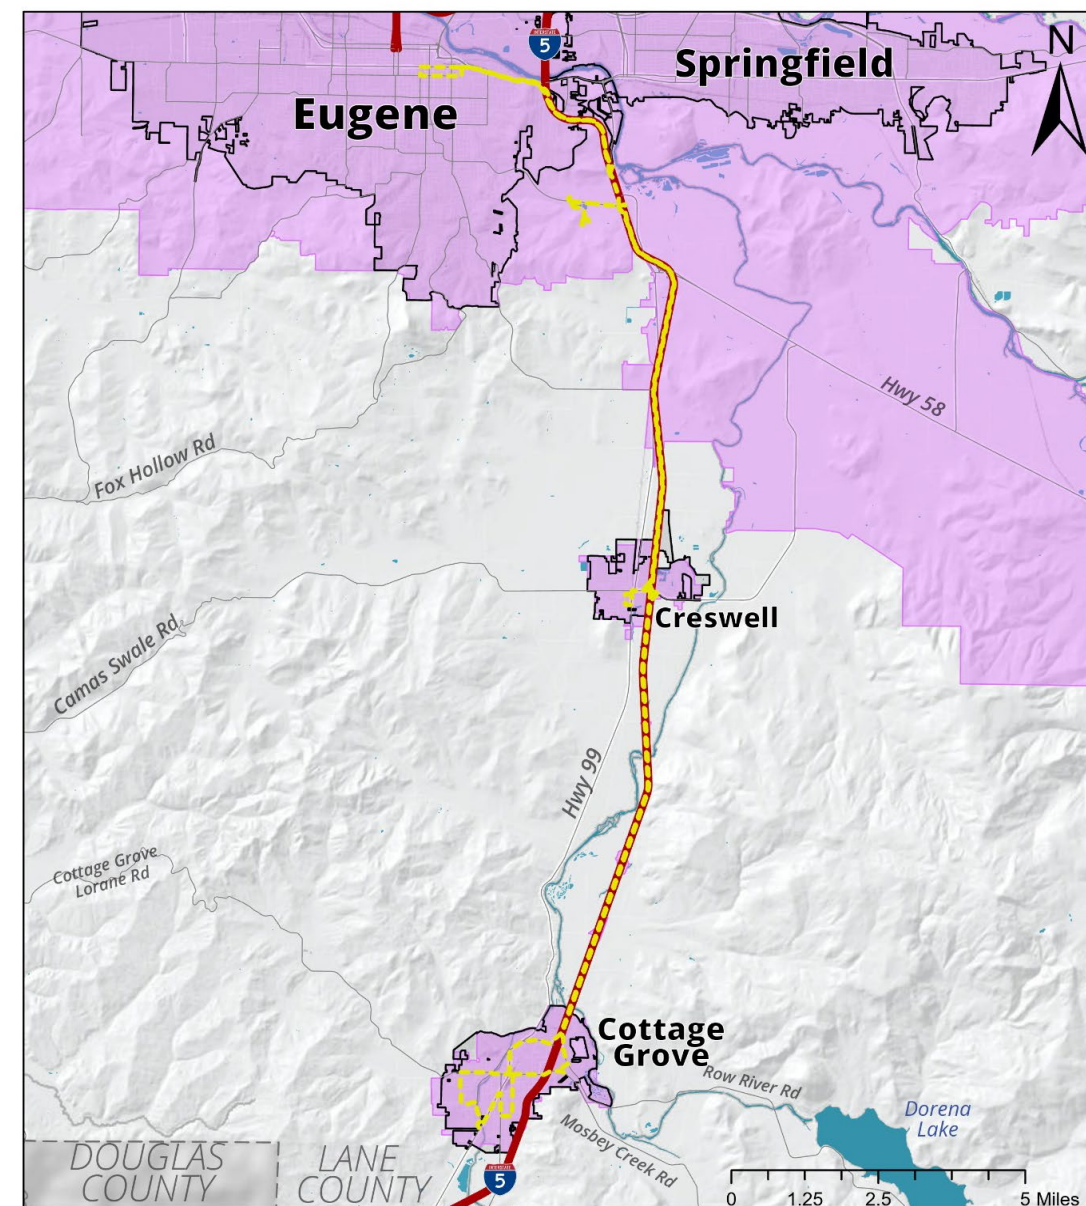 INTERSTATE
5
Springfield
N
Eugene
Hwy 58
Fox Hollow Rd
Creswell
Camas Swale Rd
Hwy 99
Cottage Grove
Lorane Rd
Cottage
Grove
Row River Rd
Dorena
Lake
Mosbey Creek Rd
DOUGLAS
COUNTY
LANE
COUNTY
INTERSTATE
5
0 1.25 2.5 5 Miles